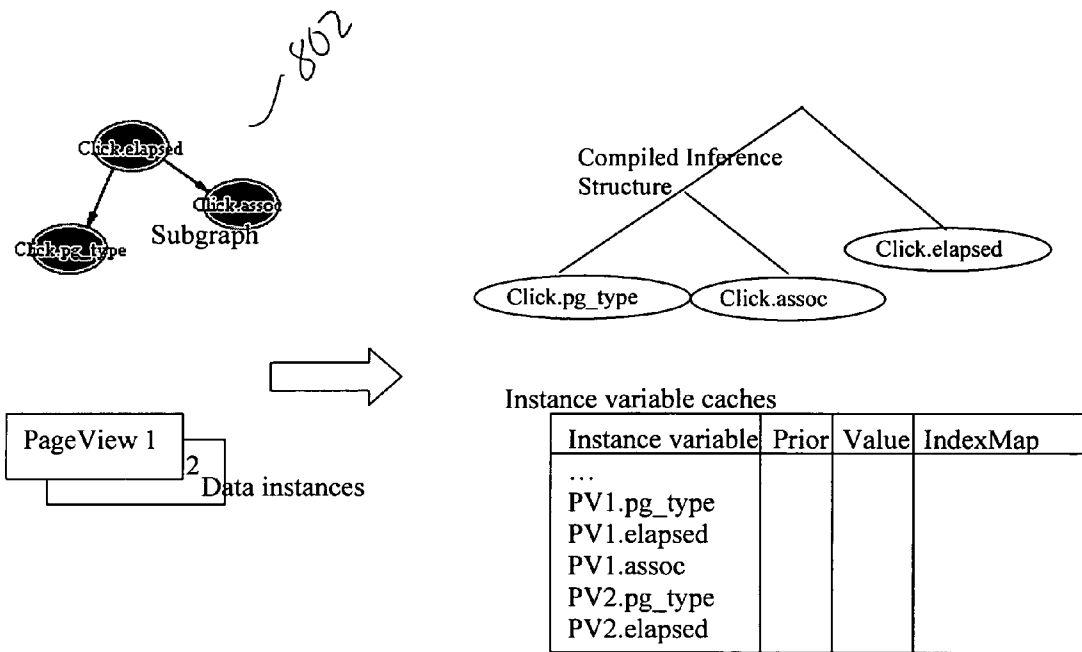 802
Click.elapsed
Click.assoc
Click.pg_type
Subgraph
Compiled Inference
Structure
Click.elapsed
Click.pg_type
Click.assoc
PageView 1
2
Data instances
Instance variable caches
Instance variable Prior Value IndexMap
...
PV1.pg_type
PV1.elapsed
PV1.assoc
PV2.pg_type
PV2.elapsed